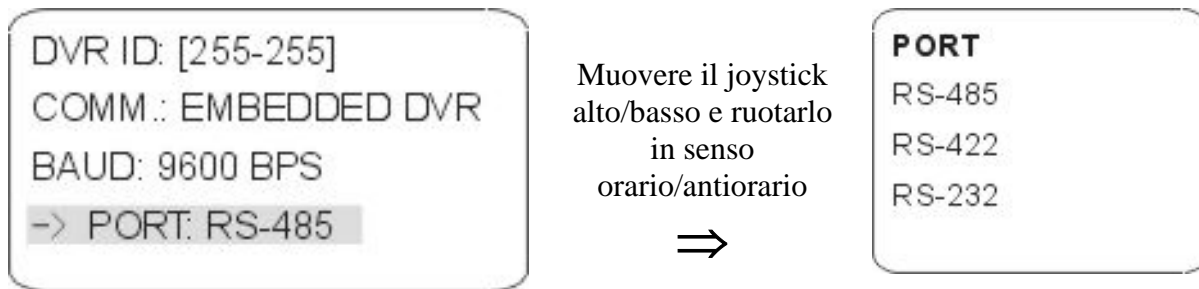 DVR ID: [255-255]
COMM.: EMBEDDED DVR
BAUD: 9600 BPS
-> PORT: RS-485
Muovere il joystick
alto/basso e ruotarlo
in senso
orario/antiorario
⇒
PORT
RS-485
RS-422
RS-232